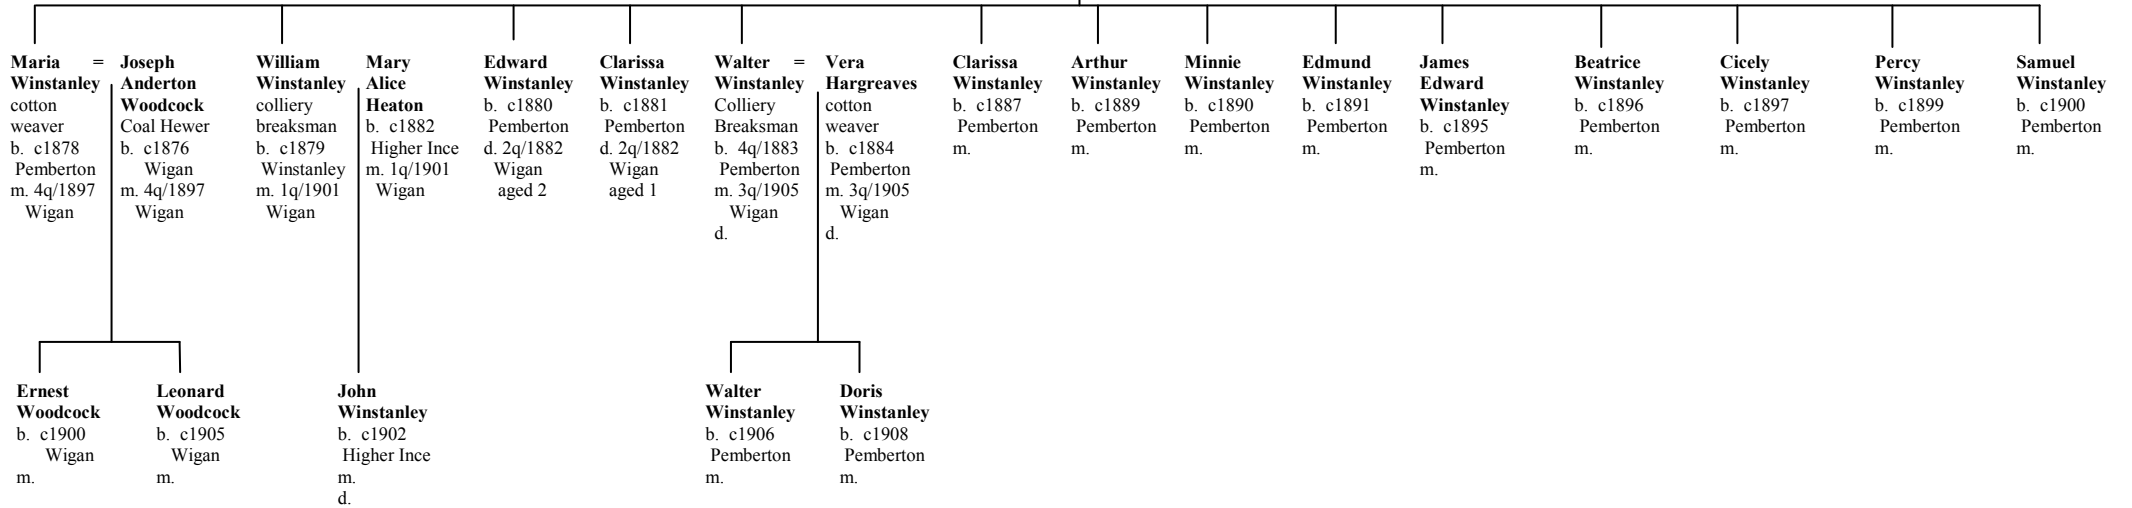 Maria =
Winstanley
cotton
weaver
b. c1878
Pemberton
m. 4q/1897
Wigan
Joseph
Anderton
Woodcock
Coal Hewer
b. c1876
Wigan
m. 4q/1897
Wigan
William
Winstanley
colliery
breaksman
b. c1879
Winstanley
m. 1q/1901
Wigan
Mary
Alice
Heaton
b. c1882
Higher Ince
m. 1q/1901
Wigan
Edward
Winstanley
b. c1880
Pemberton
d. 2q/1882
Wigan
aged 2
Clarissa
Winstanley
b. c1881
Pemberton
d. 2q/1882
Wigan
aged 1
Walter =
Winstanley
Colliery
Breaksman
b. 4q/1883
Pemberton
m. 3q/1905
Wigan
d.
Vera
Hargreaves
cotton
weaver
b. c1884
Pemberton
m. 3q/1905
Wigan
d.
Clarissa
Winstanley
b. c1887
Pemberton
m.
Arthur
Winstanley
b. c1889
Pemberton
m.
Minnie
Winstanley
b. c1890
Pemberton
m.
Edmund
Winstanley
b. c1891
Pemberton
m.
James
Edward
Winstanley
b. c1895
Pemberton
m.
Beatrice
Winstanley
b. c1896
Pemberton
m.
Cicely
Winstanley
b. c1897
Pemberton
m.
Percy
Winstanley
b. c1899
Pemberton
m.
Samuel
Winstanley
b. c1900
Pemberton
m.
Ernest
Woodcock
b. c1900
Wigan
m.
Leonard
Woodcock
b. c1905
Wigan
m.
John
Winstanley
b. c1902
Higher Ince
m.
d.
Walter
Winstanley
b. c1906
Pemberton
m.
Doris
Winstanley
b. c1908
Pemberton
m.